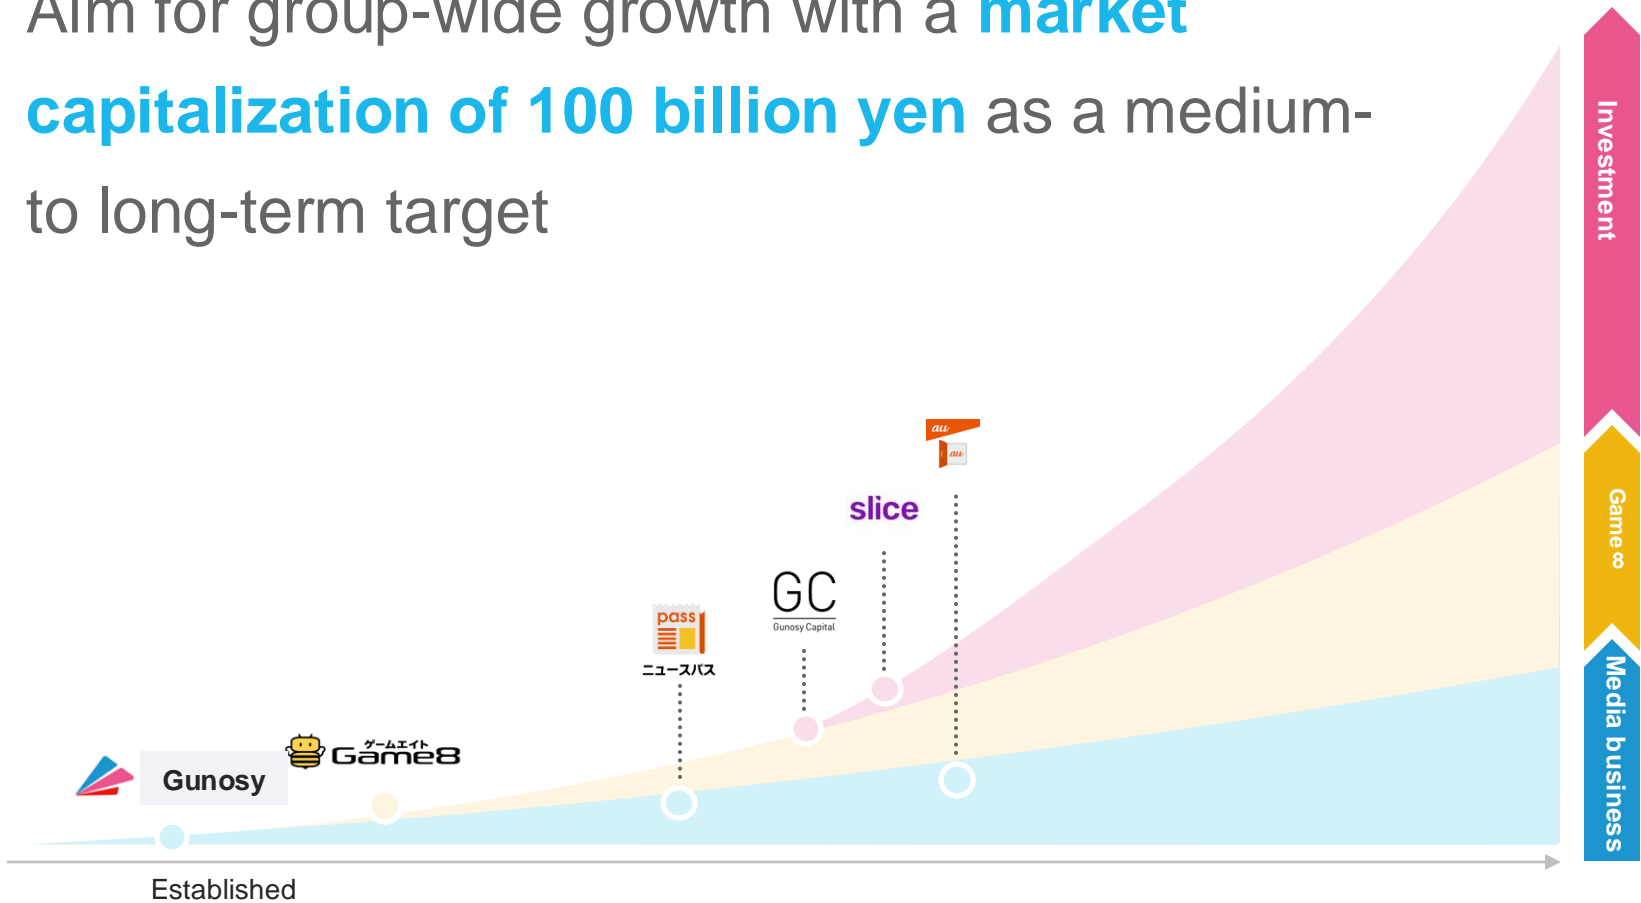 Aim for group-wide growth with a market
capitalization of 100 billion yen as a medium-
to long-term target
Investment
au
au
slice
GC
Gunosy Capital
Game∞
pass
ニュースパス
Media business
ゲームエイト
Game8
Gunosy
Established